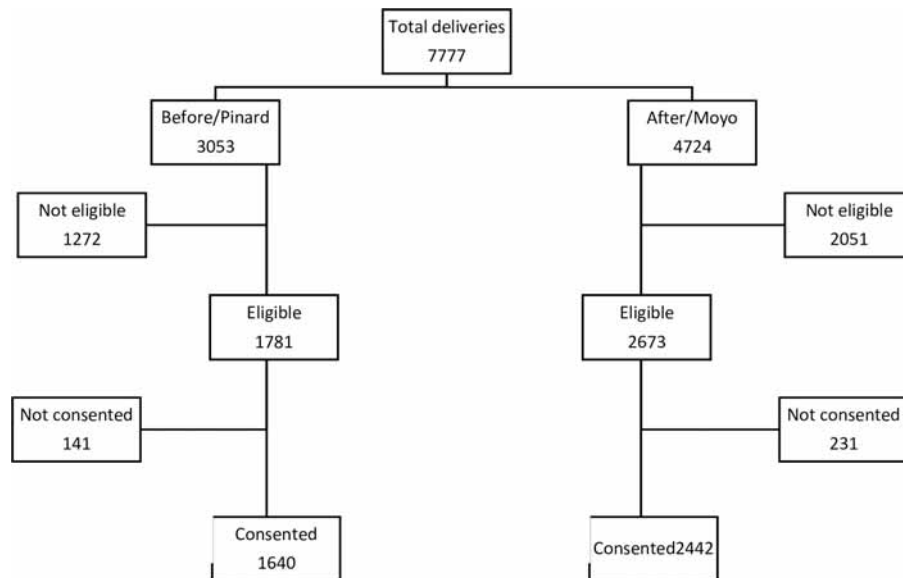 Total deliveries
7777
Before/Pinard
3053
After/Moyo
4724
Not eligible
1272
Not eligible
2051
Eligible
1781
Eligible
2673
Not consented
141
Not consented
231
Consented
1640
Consented2442